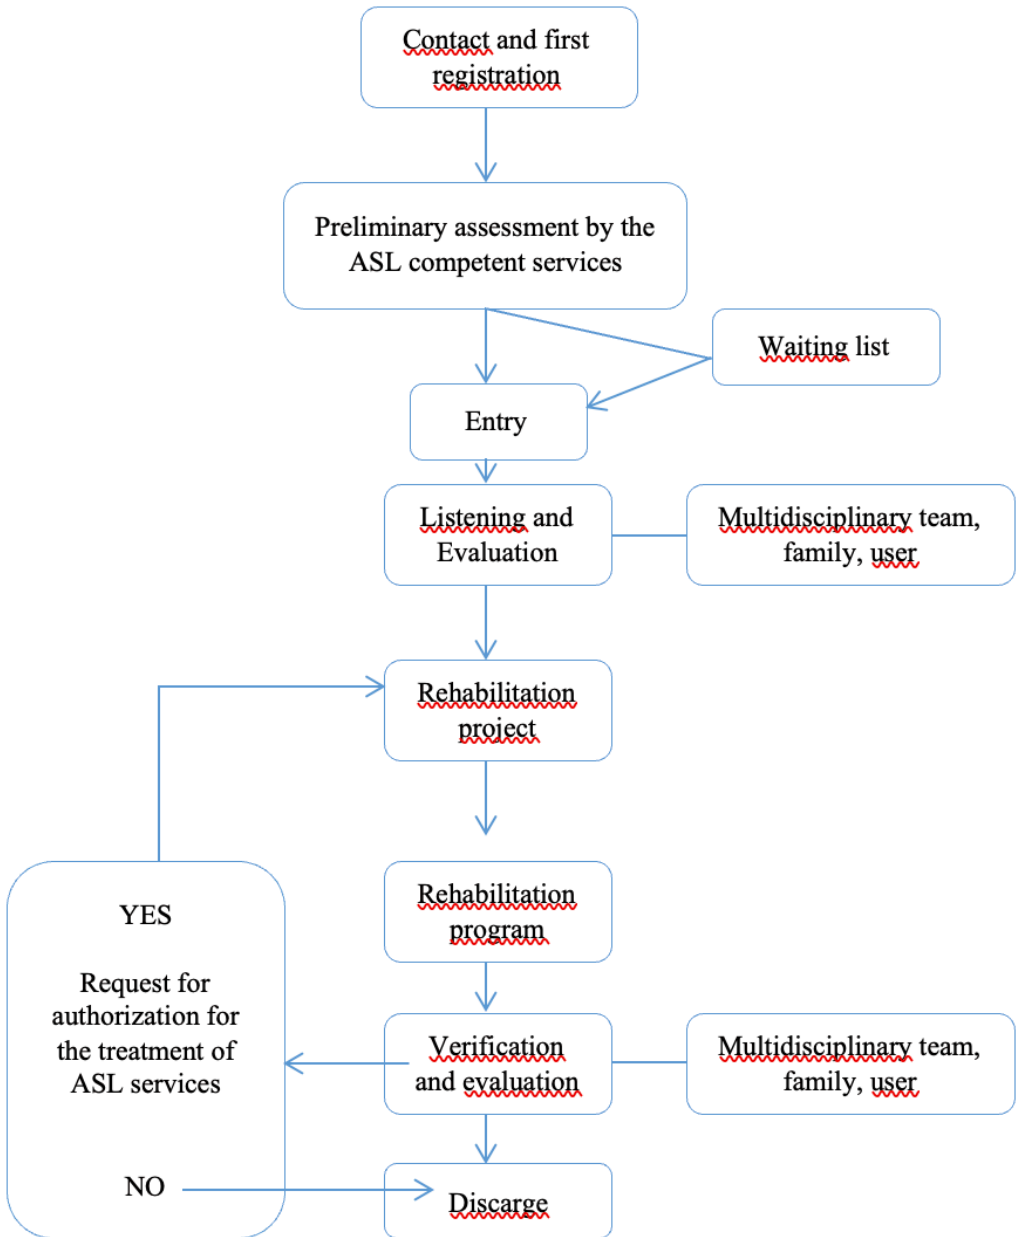 Contact and first
registration
Preliminary assessment by the
ASL competent services
Waiting list
Entry
Listening and
Evaluation
Multidisciplinary team,
family, user
Rehabilitation
project
Rehabilitation
program
YES
Request for
authorization for
the treatment of
ASL services
NO
Verification
and evaluation
Multidisciplinary team,
family, user
Discarge